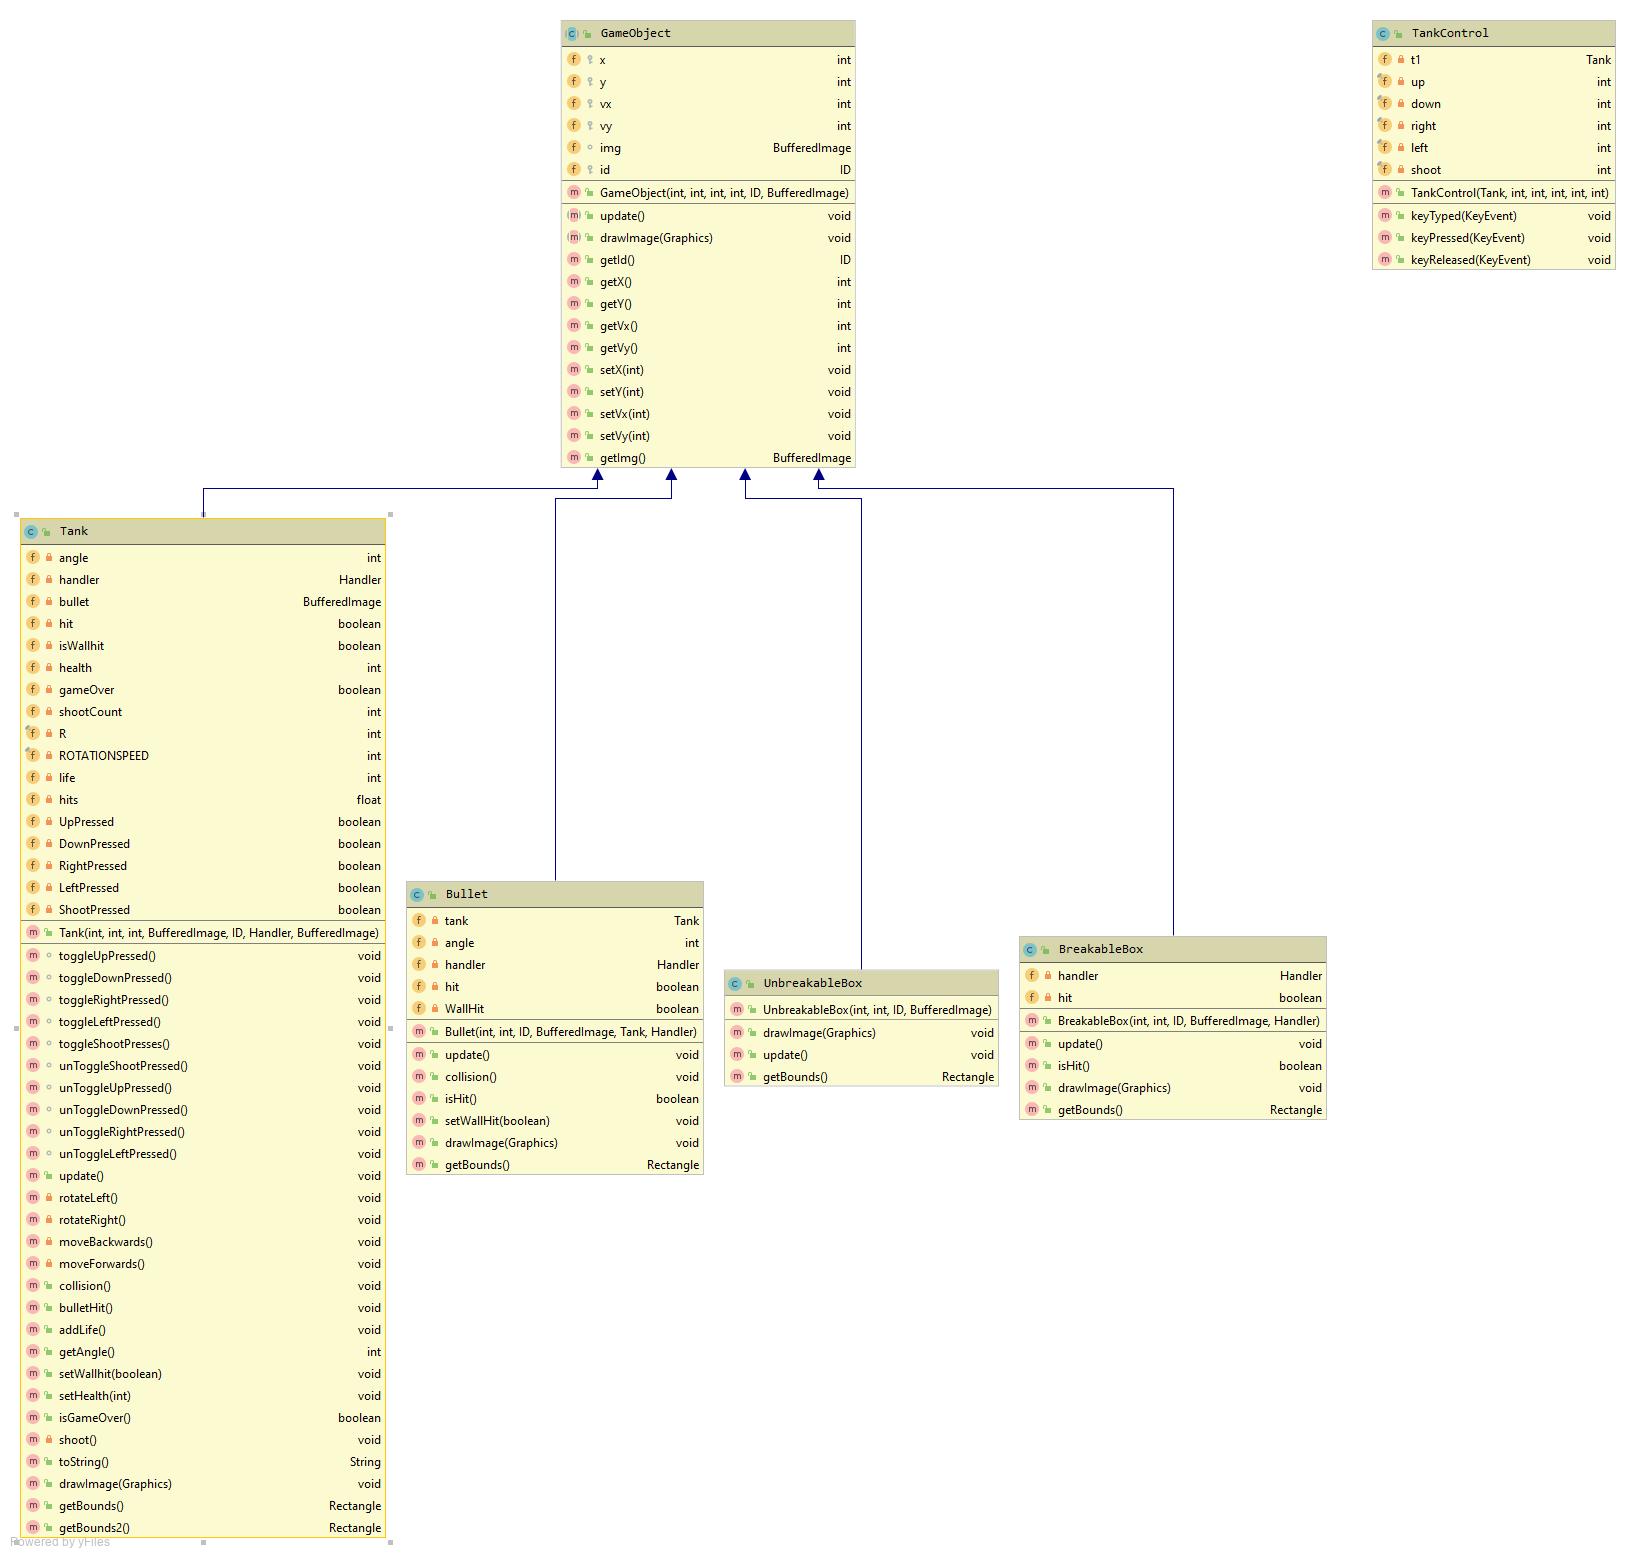 GameObject
x int
y int
vx int
vy int
img BufferedImage
id ID
GameObject(int, int, int, int, ID, BufferedImage)
update() void
drawImage(Graphics) void
getId() ID
getX() int
getY() int
getVx() int
getVy() int
setX(int) void
setY(int) void
setVx(int) void
setVy(int) void
getImg() BufferedImage
TankControl
t1 Tank
up int
down int
right int
left int
shoot int
TankControl(Tank, int, int, int, int, int)
keyTyped(KeyEvent) void
keyPressed(KeyEvent) void
keyReleased(KeyEvent) void
Tank
angle int
handler Handler
bullet BufferedImage
hit boolean
isWallhit boolean
health int
gameOver boolean
shootCount int
R int
ROTATIONSPEED int
life int
hits float
UpPressed boolean
DownPressed boolean
RightPressed boolean
LeftPressed boolean
ShootPressed boolean
Tank(int, int, int, BufferedImage, ID, Handler, BufferedImage)
toggleUpPressed() void
toggleDownPressed() void
toggleRightPressed() void
toggleLeftPressed() void
toggleShootPresses() void
unToggleShootPressed() void
unToggleUpPressed() void
unToggleDownPressed() void
unToggleRightPressed() void
unToggleLeftPressed() void
update() void
rotateLeft() void
rotateRight() void
moveBackwards() void
moveForwards() void
collision() void
bulletHit() void
addLife() void
getAngle() int
setWallhit(boolean) void
setHealth(int) void
isGameOver() boolean
shoot() void
toString() String
drawImage(Graphics) void
getBounds() Rectangle
getBounds2() Rectangle
Bullet
tank Tank
angle int
handler Handler
hit boolean
WallHit boolean
Bullet(int, int, ID, BufferedImage, Tank, Handler)
update() void
collision() void
isHit() boolean
setWallHit(boolean) void
drawImage(Graphics) void
getBounds() Rectangle
UnbreakableBox
UnbreakableBox(int, int, ID, BufferedImage)
drawImage(Graphics) void
update() void
getBounds() Rectangle
BreakableBox
handler Handler
hit boolean
BreakableBox(int, int, ID, BufferedImage, Handler)
update() void
isHit() boolean
drawImage(Graphics) void
getBounds() Rectangle
Powered by yFiles